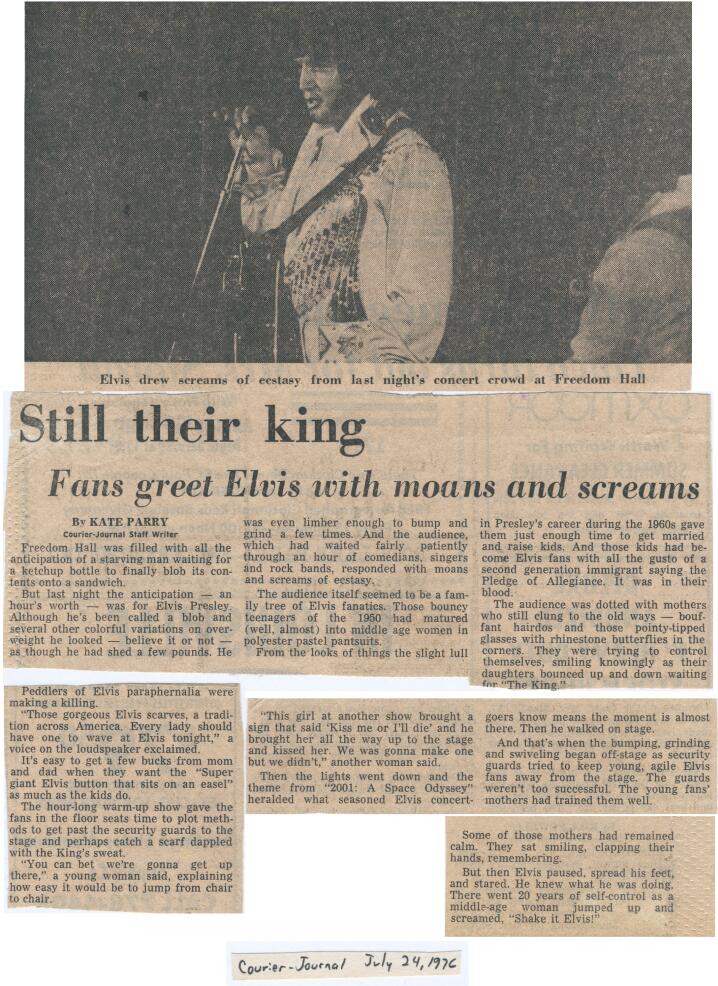 Elvis drew screams of ecstasy from last night's concert crowd at Freedom Hall
Still their king
Fans greet Elvis with moans and screams
By KATE PARRY
Courier-Journal Staff Writer
Freedom Hall was filled with all the
anticipation of a starving man waiting for
a ketchup bottle to finally blob its con-
tents onto a sandwich.
But last night the anticipation — an
hour's worth — was for Elvis Presley.
Although he's been called a blob and
several other colorful variations on over-
weight he looked — believe it or not —
as though he had shed a few pounds. He
was even limber enough to bump and
grind a few times. And the audience,
which had waited fairly patiently
through an hour of comedians, singers
and rock bands, responded with moans
and screams of ecstasy.
The audience itself seemed to be a fam-
ily tree of Elvis fanatics. Those bouncy
teenagers of the 1950 had matured
(well, almost) into middle age women in
polyester pastel pantsuits.
From the looks of things the slight lull
in Presley's career during the 1960s gave
them just enough time to get married
and raise kids. And those kids had be-
come Elvis fans with all the gusto of a
second generation immigrant saying the
Pledge of Allegiance. It was in their
blood.
The audience was dotted with mothers
who still clung to the old ways — bouf-
fant hairdos and those pointy-tipped
glasses with rhinestone butterflies in the
corners. They were trying to control
themselves, smiling knowingly as their
daughters bounced up and down waiting
for "The King."
Peddlers of Elvis paraphernalia were
making a killing.
"Those gorgeous Elvis scarves, a tradi-
tion across America. Every lady should
have one to wave at Elvis tonight," a
voice on the loudspeaker exclaimed.
It's easy to get a few bucks from mom
and dad when they want the "Super
giant Elvis button that sits on an easel"
as much as the kids do.
The hour-long warm-up show gave the
fans in the floor seats time to plot meth-
ods to get past the security guards to the
stage and perhaps catch a scarf dappled
with the King's sweat.
"You can bet we're gonna get up
there," a young woman said, explaining
how easy it would be to jump from chair
to chair.
"This girl at another show brought a
sign that said 'Kiss me or I'll die' and he
brought her all the way up to the stage
and kissed her. We was gonna make one
but we didn't," another woman said.
Then the lights went down and the
theme from "2001: A Space Odyssey"
heralded what seasoned Elvis concert-
goers know means the moment is almost
there. Then he walked on stage.
And that's when the bumping, grinding
and swiveling began off-stage as security
guards tried to keep young, agile Elvis
fans away from the stage. The guards
weren't too successful. The young fans'
mothers had trained them well.
Some of those mothers had remained
calm. They sat smiling, clapping their
hands, remembering.
But then Elvis paused, spread his feet,
and stared. He knew what he was doing.
There went 20 years of self-control as a
middle-age woman jumped up and
screamed, "Shake it Elvis!"
Courier-Journal July 24, 1976